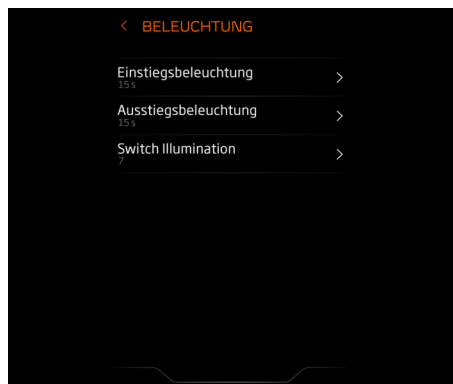 BELEUCHTUNG
Einstiegsbeleuchtung
15 s
Ausstiegsbeleuchtung
15 s
Switch Illumination
7